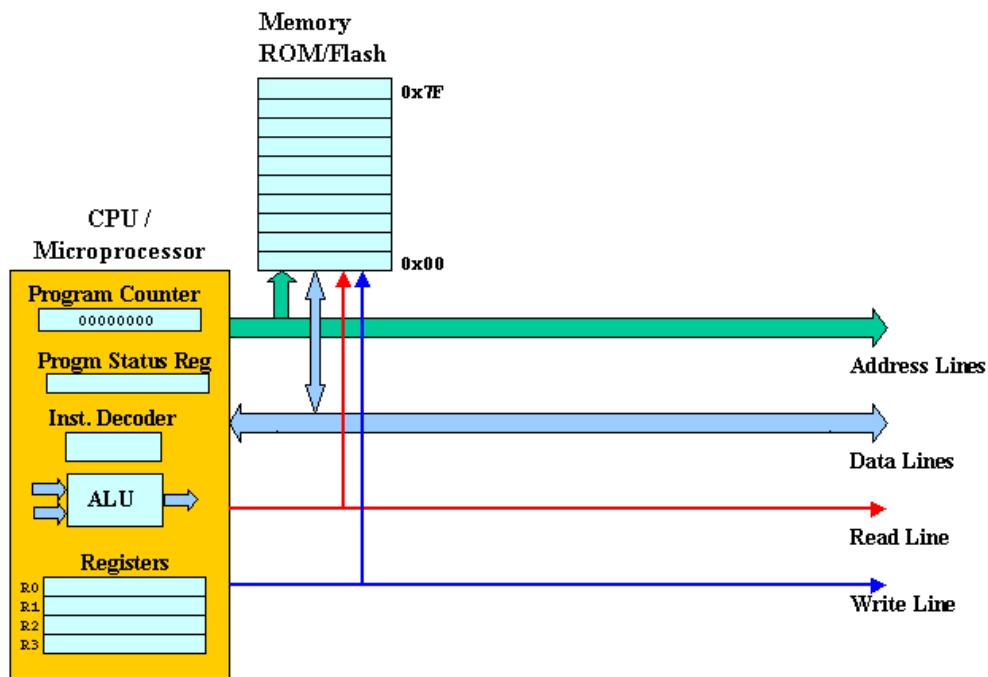 Memory
ROM/Flash
0x7F
0x00
CPU /
Microprocessor
Program Counter
00000000
Progm Status Reg
Inst. Decoder
ALU
Registers
R0
R1
R2
R3
Address Lines
Data Lines
Read Line
Write Line